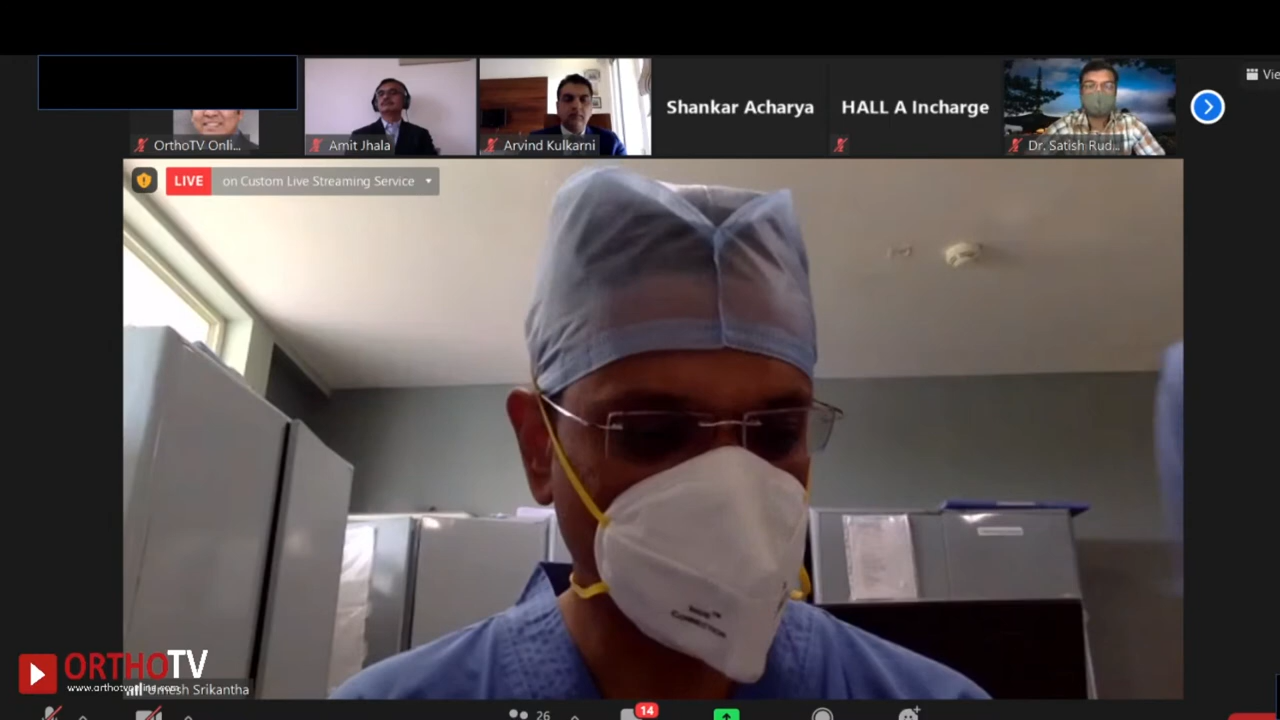 Vie
Shankar Acharya
HALL A Incharge
OrthoTV Onli...
Amit Jhala
Arvind Kulkarni
Dr. Satish Rud...
LIVE on Custom Live Streaming Service
ORTHOTV
www.orthotvonline.com
Umesh Srikantha
26
14